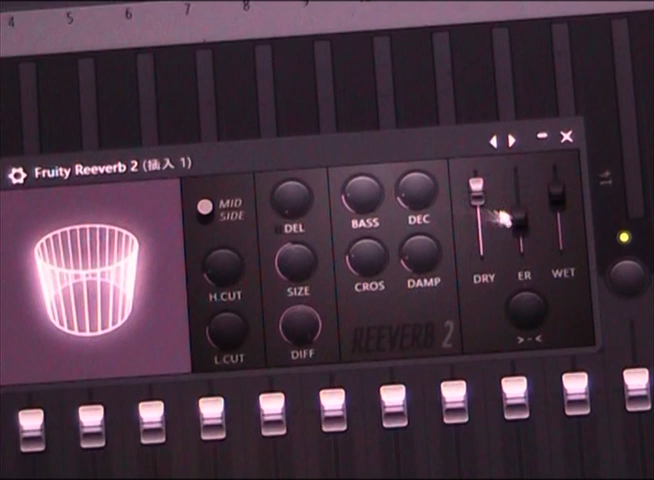 4 5 6 7 8
Fruity Reeverb 2 (插入 1)
MID
SIDE
DEL
BASS
DEC
H.CUT
SIZE
CROS
DAMP
DRY
ER
WET
L.CUT
DIFF
REEVERB 2
>-<
14